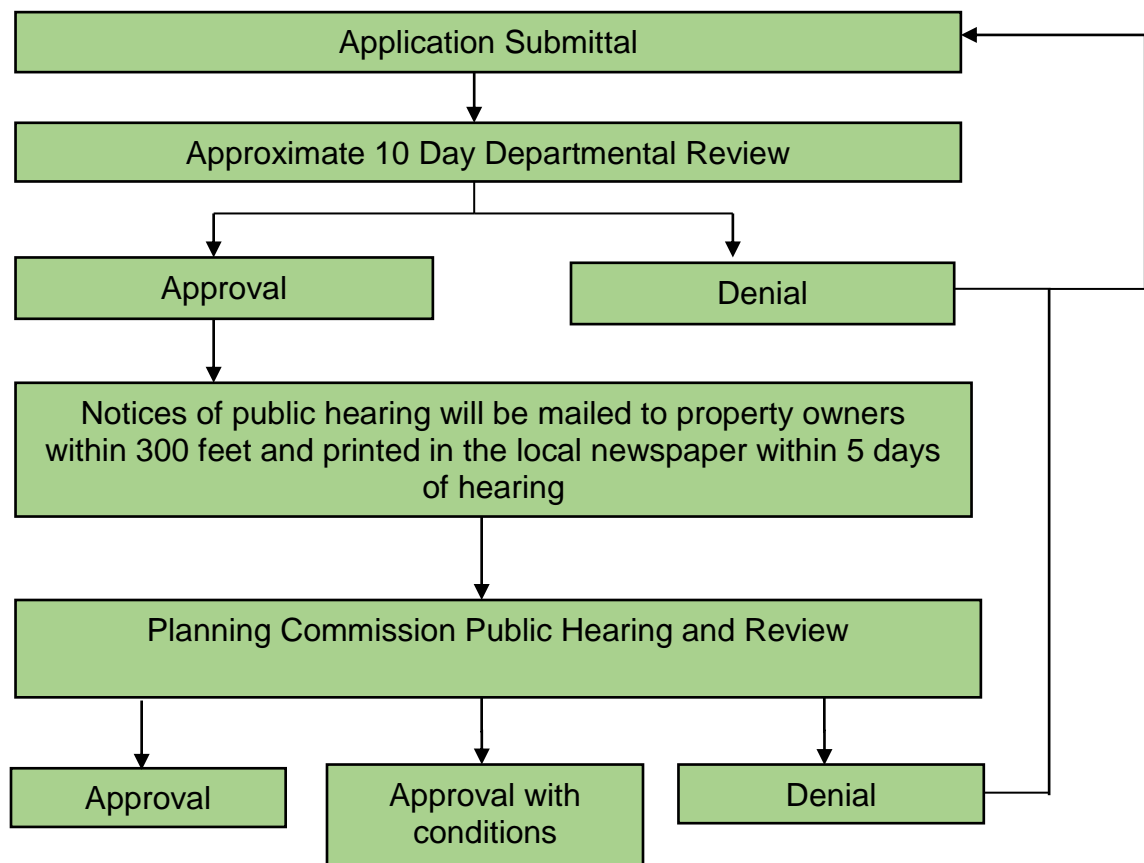 Application Submittal
Approximate 10 Day Departmental Review
Approval
Denial
Notices of public hearing will be mailed to property owners
within 300 feet and printed in the local newspaper within 5 days
of hearing
Planning Commission Public Hearing and Review
Approval
Approval with
conditions
Denial